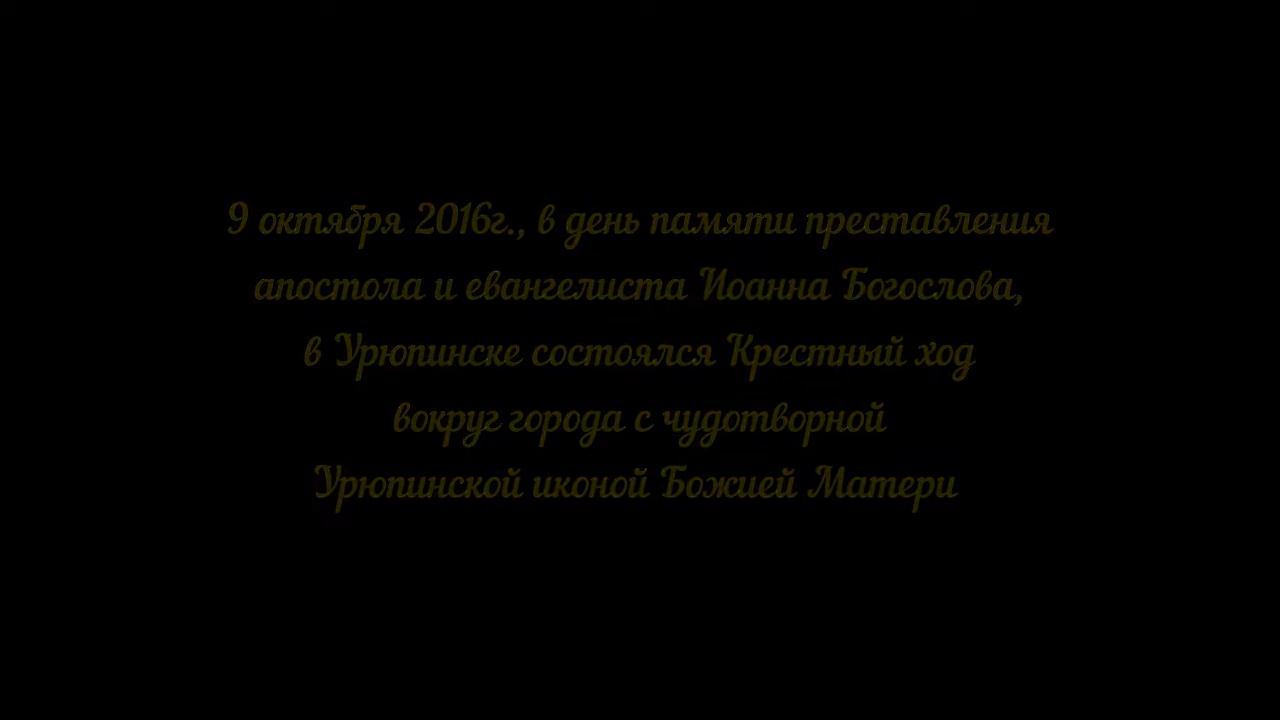 9 октября 2016г., в день памяти преставления
апостола и евангелиста Иоанна Богослова,
в Урюпинске состоялся Крестный ход
вокруг города с чудотворной
Урюпинской иконой Божией Матери